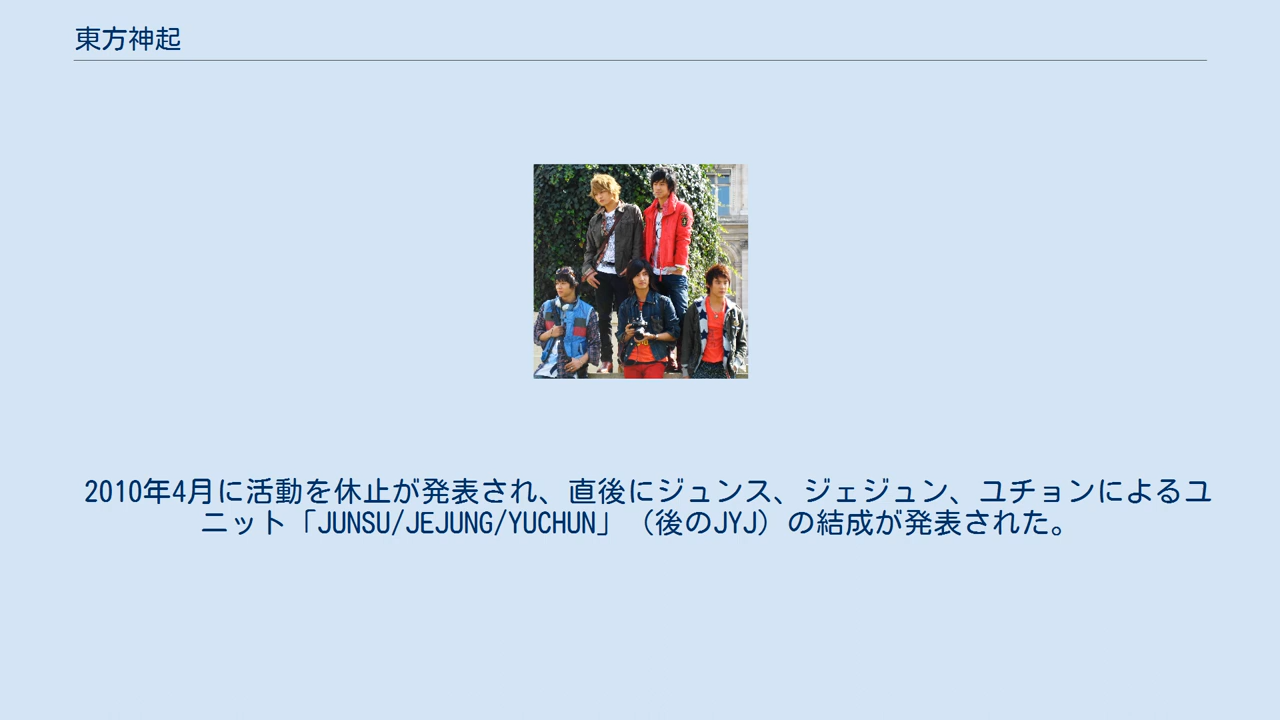 東方神起
2010年4月に活動を休止が発表され、直後にジュンス、ジェジュン、ユチョンによるユ
ニット「JUNSU/JEJUNG/YUCHUN」（後のJYJ）の結成が発表された。